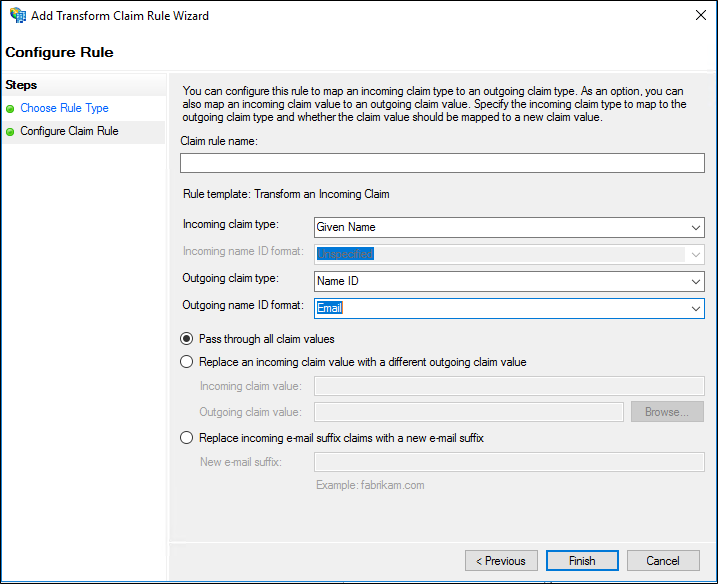 Add Transform Claim Rule Wizard
Configure Rule
Steps
Choose Rule Type
Configure Claim Rule
You can configure this rule to map an incoming claim type to an outgoing claim type. As an option, you can
also map an incoming claim value to an outgoing claim value. Specify the incoming claim type to map to the
outgoing claim type and whether the claim value should be mapped to a new claim value.
Claim rule name:
Rule template: Transform an Incoming Claim
Incoming claim type: Given Name
Incoming name ID format: Unspecified
Outgoing claim type: Name ID
Outgoing name ID format: Email
Pass through all claim values
Replace an incoming claim value with a different outgoing claim value
Incoming claim value:
Outgoing claim value: Browse...
Replace incoming e-mail suffix claims with a new e-mail suffix
New e-mail suffix:
Example: fabrikam.com
< Previous Finish Cancel